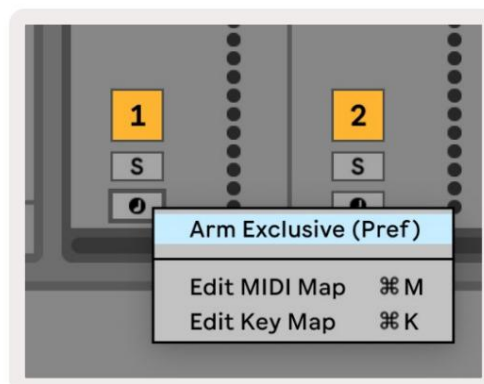 1 2
S S
Arm Exclusive (Pref)
Edit MIDI Map ⌘ M
Edit Key Map ⌘ K